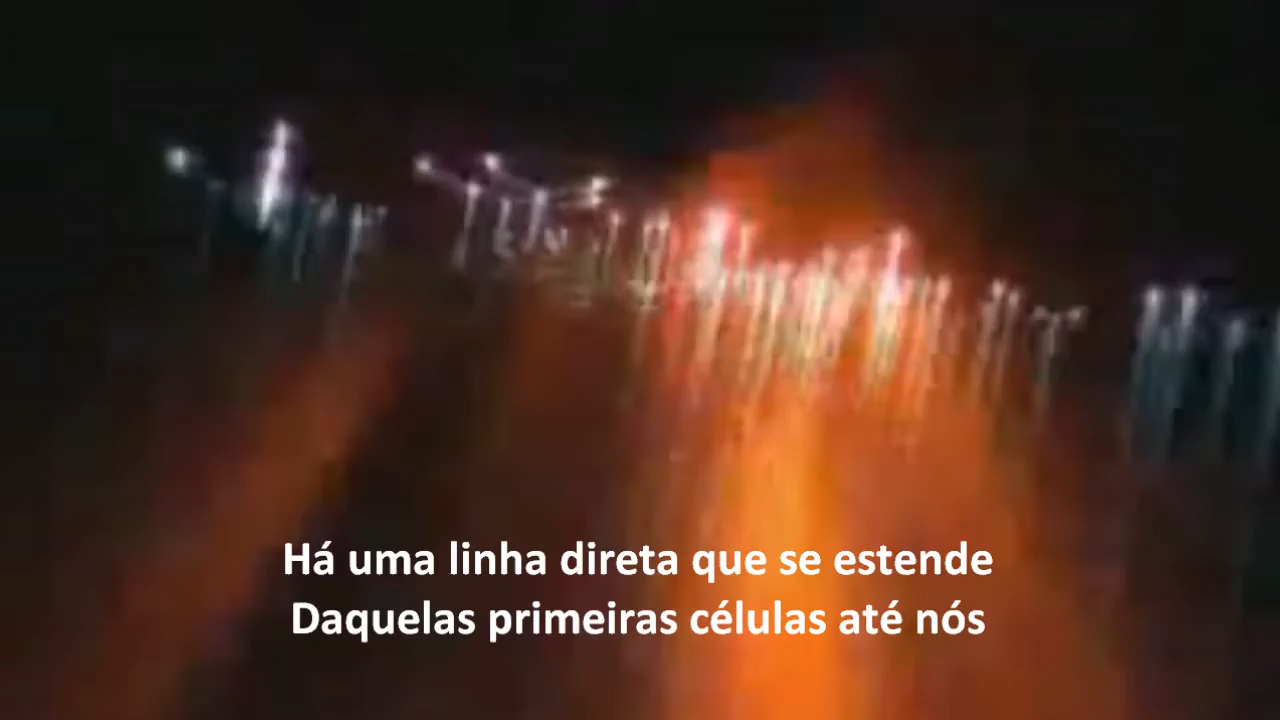 Há uma linha direta que se estende
Daquelas primeiras células até nós